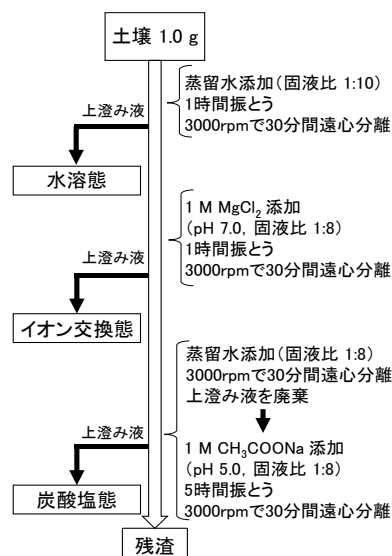 土壌 1.0 g
蒸留水添加(固液比 1:10)
1時間振とう
3000rpmで30分間遠心分離
上澄み液
水溶態
1 M MgCl₂ 添加
(pH 7.0, 固液比 1:8)
1時間振とう
3000rpmで30分間遠心分離
上澄み液
イオン交換態
蒸留水添加(固液比 1:8)
3000rpmで30分間遠心分離
上澄み液を廃棄
1 M CH₃COONa 添加
(pH 5.0, 固液比 1:8)
5時間振とう
3000rpmで30分間遠心分離
上澄み液
炭酸塩態
残渣